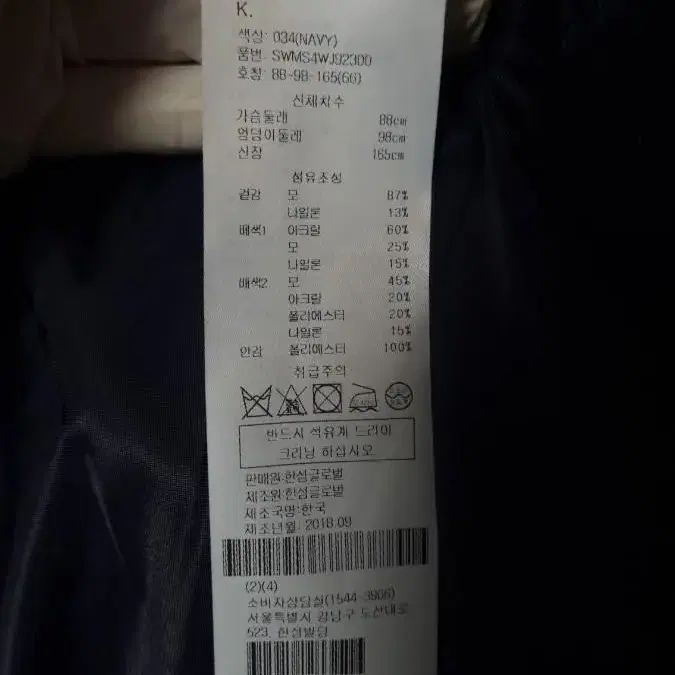 K.
색상: 034(NAVY)
품번: SWMS4WJ92300
호칭: 88-98-165(66)
신체치수
가슴둘레 88cm
엉덩이둘레 98cm
신장 165cm
섬유조성
겉감 모 87%
나일론 13%
배색1 아크릴 60%
모 25%
나일론 15%
배색2 모 45%
아크릴 20%
폴리에스터 20%
나일론 15%
안감 폴리에스터 100%
취급주의
반드시 석유계 드라이
크리닝 하십시오
판매원:한섬글로벌
제조원:한섬글로벌
제조국명:한국
제조년월: 2018.09
(2)(4)
소비자상담실(1544-3906)
서울특별시 강남구 도산대로
523, 한섬빌딩